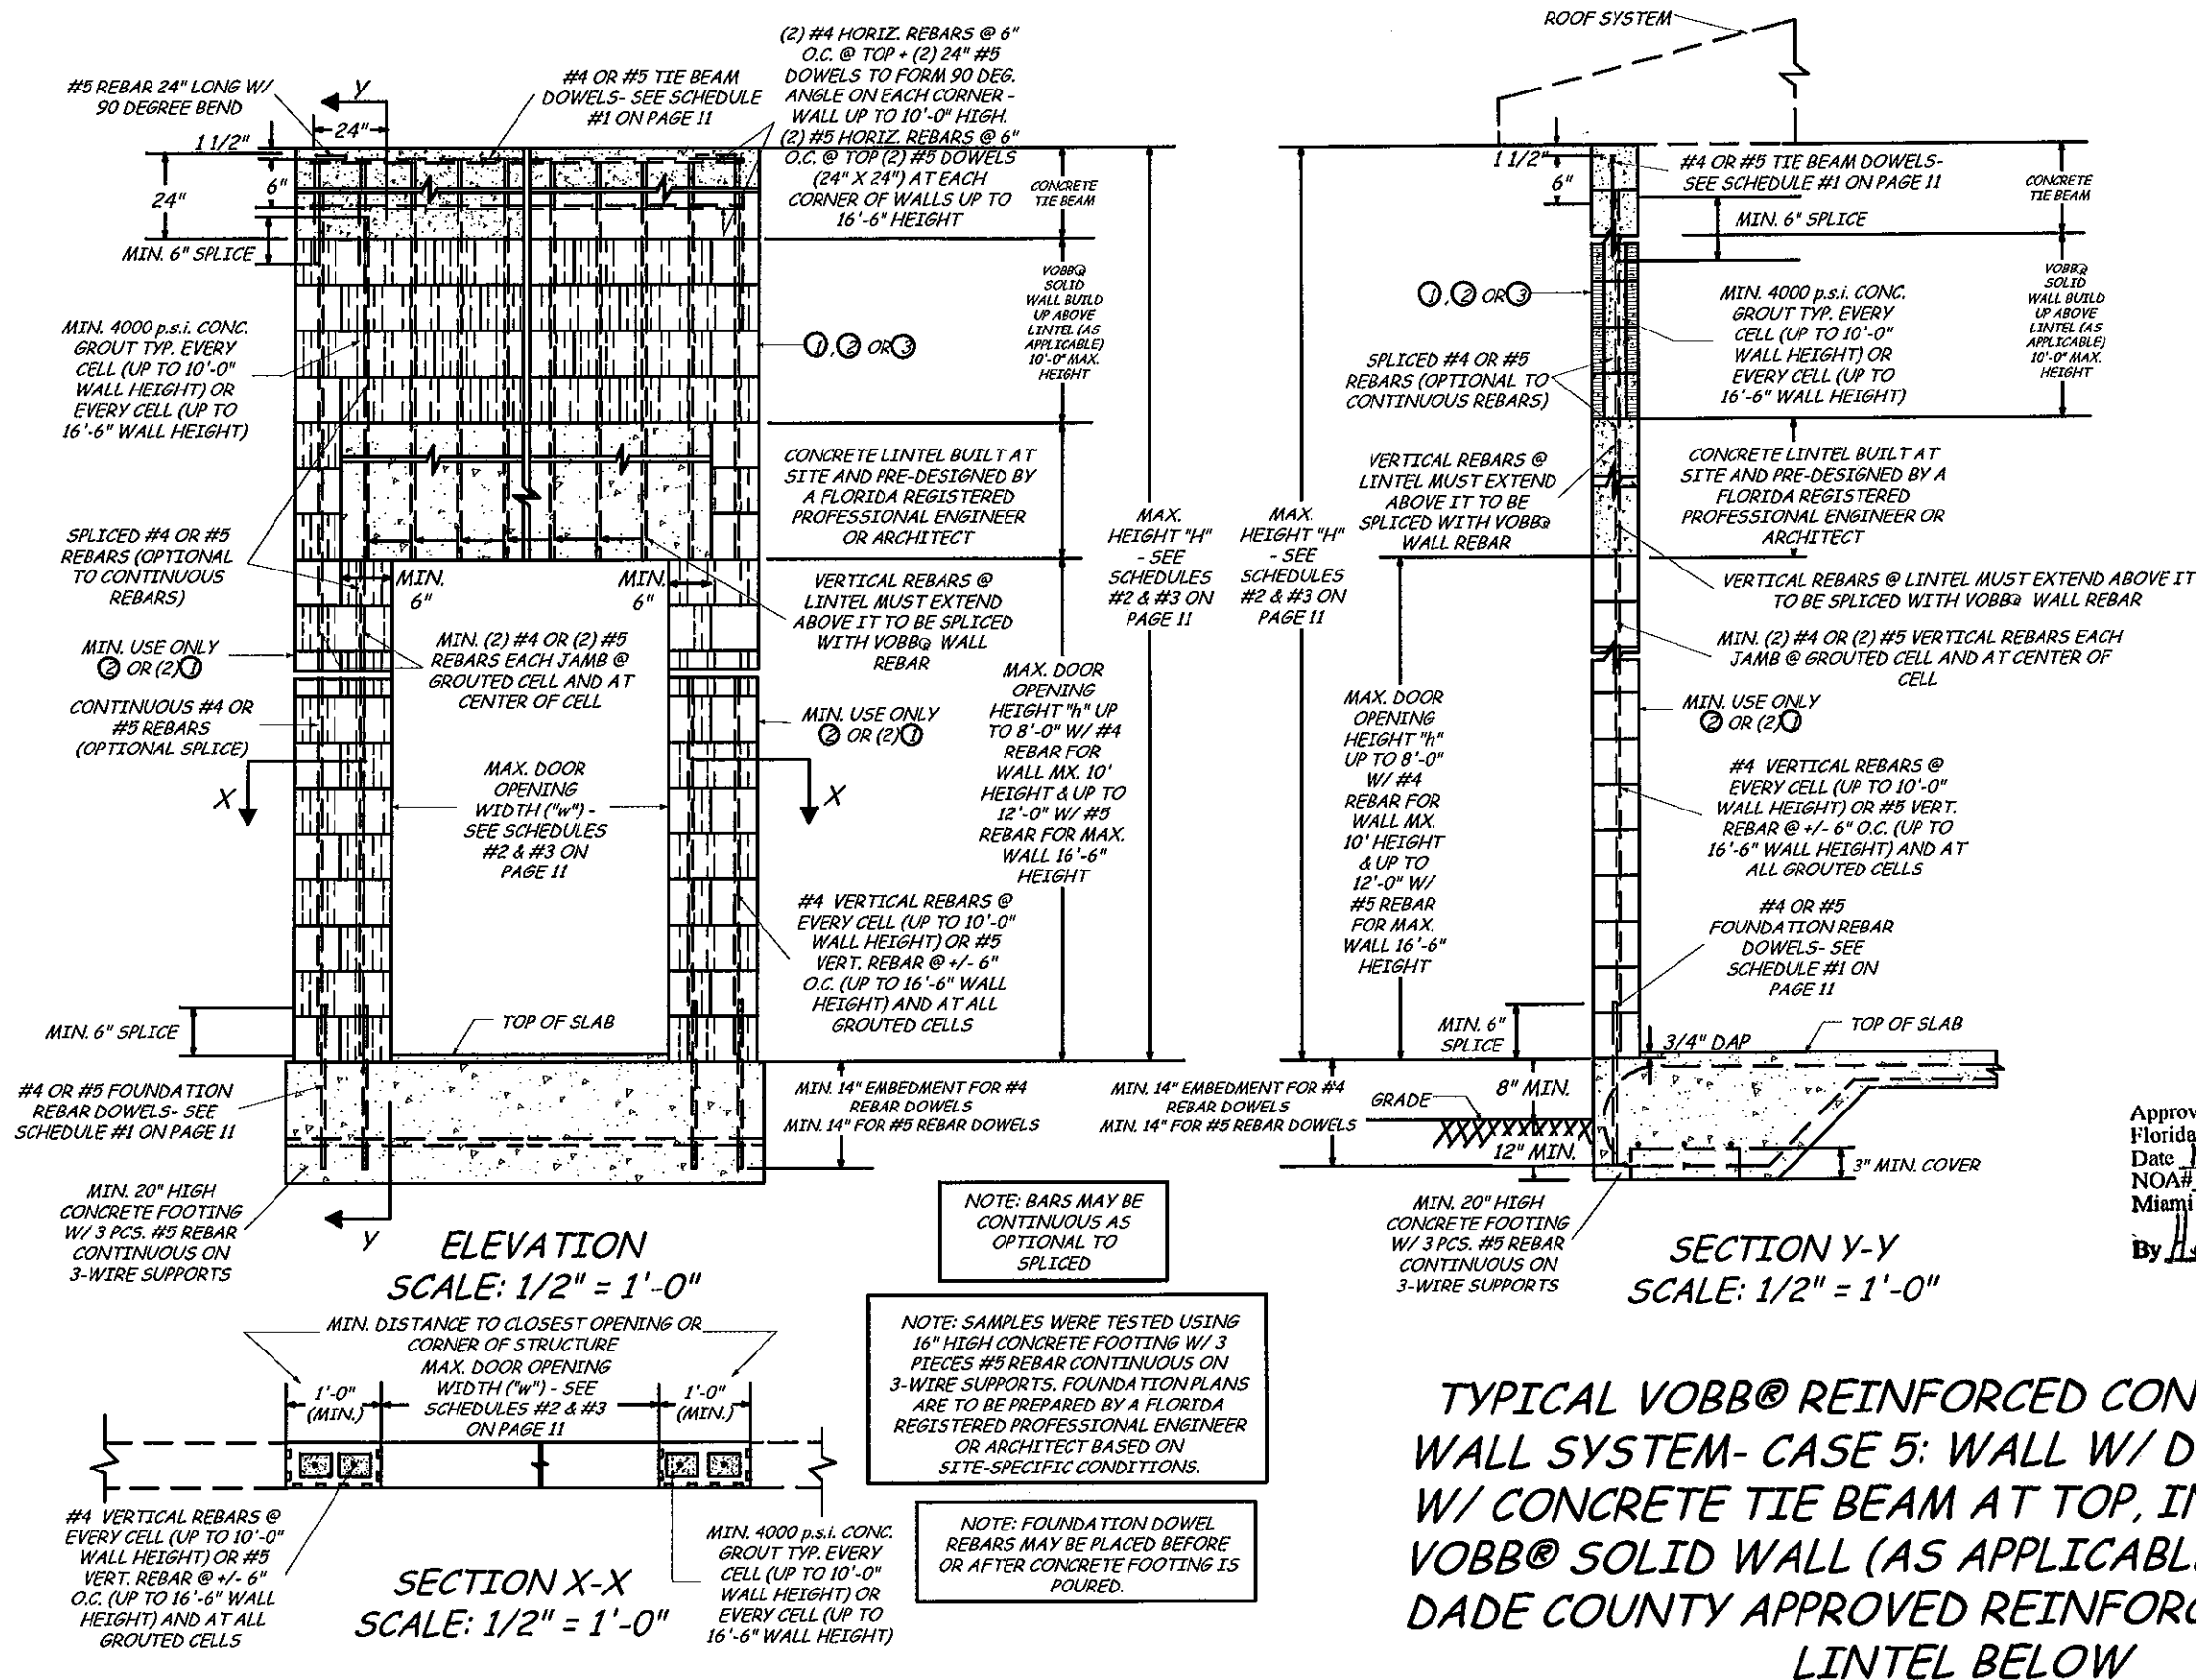 #5 REBAR 24" LONG W/
90 DEGREE BEND
Y
24"
1 1/2"
6"
24"
MIN. 6" SPLICE
#4 OR #5 TIE BEAM
DOWELS- SEE SCHEDULE
#1 ON PAGE 11
(2) #4 HORIZ. REBARS @ 6"
O.C. @ TOP + (2) 24" #5
DOWELS TO FORM 90 DEG.
ANGLE ON EACH CORNER -
WALL UP TO 10'-0" HIGH.
(2) #5 HORIZ. REBARS @ 6"
O.C. @ TOP (2) #5 DOWELS
(24" X 24") AT EACH
CORNER OF WALLS UP TO
16'-6" HEIGHT
CONCRETE
TIE BEAM
VOBB®
SOLID
WALL BUILD
UP ABOVE
LINTEL (AS
APPLICABLE)
10'-0" MAX.
HEIGHT
MIN. 4000 p.s.i. CONC.
GROUT TYP. EVERY
CELL (UP TO 10'-0"
WALL HEIGHT) OR
EVERY CELL (UP TO
16'-6" WALL HEIGHT)
①, ② OR ③
CONCRETE LINTEL BUILT AT
SITE AND PRE-DESIGNED BY
A FLORIDA REGISTERED
PROFESSIONAL ENGINEER
OR ARCHITECT
SPLICED #4 OR #5
REBARS (OPTIONAL
TO CONTINUOUS
REBARS)
MIN.
6"
MIN.
6"
VERTICAL REBARS @
LINTEL MUST EXTEND
ABOVE IT TO BE SPLICED
WITH VOBB® WALL
REBAR
MAX.
HEIGHT "H"
- SEE
SCHEDULES
#2 & #3 ON
PAGE 11
MIN. USE ONLY
② OR (2)①
MIN. (2) #4 OR (2) #5
REBARS EACH JAMB @
GROUTED CELL AND AT
CENTER OF CELL
CONTINUOUS #4 OR
#5 REBARS
(OPTIONAL SPLICE)
MIN. USE ONLY
② OR (2)①
MAX. DOOR
OPENING
HEIGHT "h" UP
TO 8'-0" W/ #4
REBAR FOR
WALL MX. 10'
HEIGHT & UP TO
12'-0" W/ #5
REBAR FOR MAX.
WALL 16'-6"
HEIGHT
X
MAX. DOOR
OPENING
WIDTH ("w") -
SEE SCHEDULES
#2 & #3 ON
PAGE 11
X
#4 VERTICAL REBARS @
EVERY CELL (UP TO 10'-0"
WALL HEIGHT) OR #5
VERT. REBAR @ +/- 6"
O.C. (UP TO 16'-6" WALL
HEIGHT) AND AT ALL
GROUTED CELLS
MIN. 6" SPLICE
TOP OF SLAB
#4 OR #5 FOUNDATION
REBAR DOWELS- SEE
SCHEDULE #1 ON PAGE 11
MIN. 14" EMBEDMENT FOR #4
REBAR DOWELS
MIN. 14" FOR #5 REBAR DOWELS
MIN. 20" HIGH
CONCRETE FOOTING
W/ 3 PCS. #5 REBAR
CONTINUOUS ON
3-WIRE SUPPORTS
Y
ELEVATION
SCALE: 1/2" = 1'-0"
ROOF SYSTEM
1 1/2"
6"
#4 OR #5 TIE BEAM DOWELS-
SEE SCHEDULE #1 ON PAGE 11
MIN. 6" SPLICE
CONCRETE
TIE BEAM
VOBB®
SOLID
WALL BUILD
UP ABOVE
LINTEL (AS
APPLICABLE)
10'-0" MAX.
HEIGHT
①, ② OR ③
MIN. 4000 p.s.i. CONC.
GROUT TYP. EVERY
CELL (UP TO 10'-0"
WALL HEIGHT) OR
EVERY CELL (UP TO
16'-6" WALL HEIGHT)
SPLICED #4 OR #5
REBARS (OPTIONAL TO
CONTINUOUS REBARS)
VERTICAL REBARS @
LINTEL MUST EXTEND
ABOVE IT TO BE
SPLICED WITH VOBB®
WALL REBAR
CONCRETE LINTEL BUILT AT
SITE AND PRE-DESIGNED BY A
FLORIDA REGISTERED
PROFESSIONAL ENGINEER OR
ARCHITECT
MAX.
HEIGHT "H"
- SEE
SCHEDULES
#2 & #3 ON
PAGE 11
VERTICAL REBARS @ LINTEL MUST EXTEND ABOVE IT
TO BE SPLICED WITH VOBB® WALL REBAR
MIN. (2) #4 OR (2) #5 VERTICAL REBARS EACH
JAMB @ GROUTED CELL AND AT CENTER OF
CELL
MIN. USE ONLY
② OR (2)①
MAX. DOOR
OPENING
HEIGHT "h"
UP TO 8'-0"
W/ #4
REBAR FOR
WALL MX.
10' HEIGHT
& UP TO
12'-0" W/
#5 REBAR
FOR MAX.
WALL 16'-6"
HEIGHT
#4 VERTICAL REBARS @
EVERY CELL (UP TO 10'-0"
WALL HEIGHT) OR #5 VERT.
REBAR @ +/- 6" O.C. (UP TO
16'-6" WALL HEIGHT) AND AT
ALL GROUTED CELLS
#4 OR #5
FOUNDATION REBAR
DOWELS- SEE
SCHEDULE #1 ON
PAGE 11
MIN. 6"
SPLICE
TOP OF SLAB
3/4" DAP
MIN. 14" EMBEDMENT FOR #4
REBAR DOWELS
MIN. 14" FOR #5 REBAR DOWELS
8" MIN.
GRADE
12" MIN.
3" MIN. COVER
MIN. 20" HIGH
CONCRETE FOOTING
W/ 3 PCS. #5 REBAR
CONTINUOUS ON
3-WIRE SUPPORTS
SECTION Y-Y
SCALE: 1/2" = 1'-0"
Florida
Date
NOA#
Miami
By
NOTE: BARS MAY BE
CONTINUOUS AS
OPTIONAL TO
SPLICED
NOTE: SAMPLES WERE TESTED USING
16" HIGH CONCRETE FOOTING W/ 3
PIECES #5 REBAR CONTINUOUS ON
3-WIRE SUPPORTS. FOUNDATION PLANS
ARE TO BE PREPARED BY A FLORIDA
REGISTERED PROFESSIONAL ENGINEER
OR ARCHITECT BASED ON
SITE-SPECIFIC CONDITIONS.
NOTE: FOUNDATION DOWEL
REBARS MAY BE PLACED BEFORE
OR AFTER CONCRETE FOOTING IS
POURED.
MIN. DISTANCE TO CLOSEST OPENING OR
CORNER OF STRUCTURE
MAX. DOOR OPENING
WIDTH ("w") - SEE
SCHEDULES #2 & #3
ON PAGE 11
1'-0"
(MIN.)
1'-0"
(MIN.)
#4 VERTICAL REBARS @
EVERY CELL (UP TO 10'-0"
WALL HEIGHT) OR #5
VERT. REBAR @ +/- 6"
O.C. (UP TO 16'-6" WALL
HEIGHT) AND AT ALL
GROUTED CELLS
MIN. 4000 p.s.i. CONC.
GROUT TYP. EVERY
CELL (UP TO 10'-0"
WALL HEIGHT) OR
EVERY CELL (UP TO
16'-6" WALL HEIGHT)
SECTION X-X
SCALE: 1/2" = 1'-0"
TYPICAL VOBB® REINFORCED CON
WALL SYSTEM- CASE 5: WALL W/ D
W/ CONCRETE TIE BEAM AT TOP, IN
VOBB® SOLID WALL (AS APPLICABL
DADE COUNTY APPROVED REINFORC
LINTEL BELOW